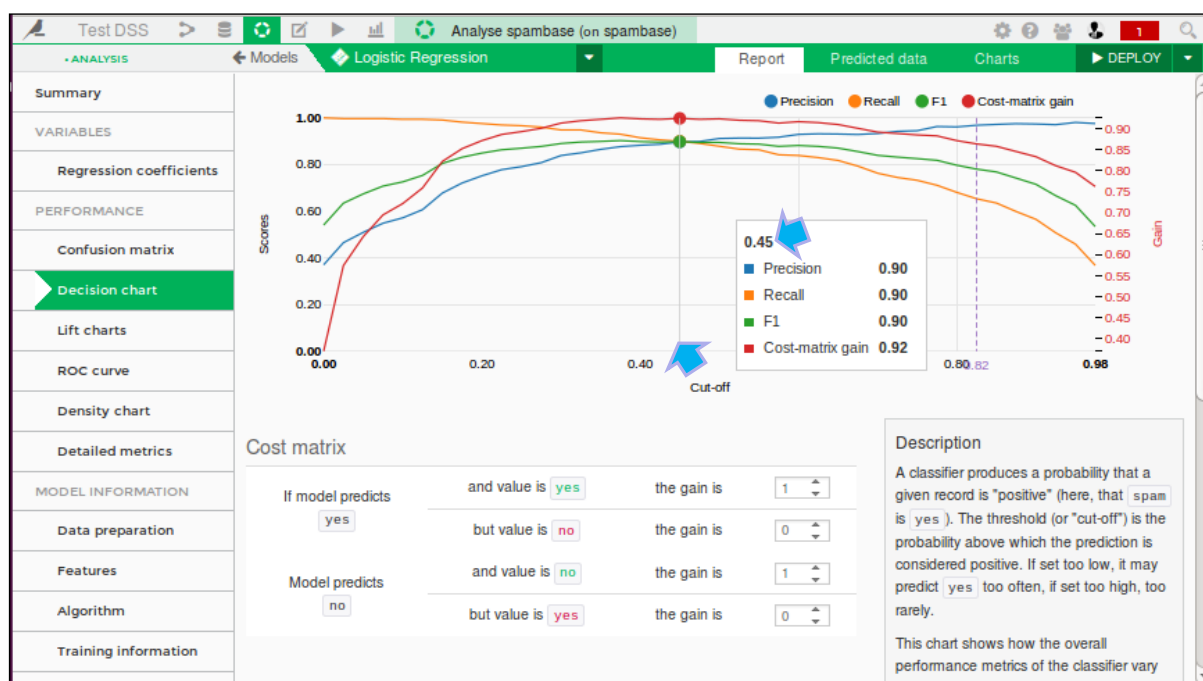 Test DSS
Analyse spambase (on spambase)
1
• ANALYSIS
Models
Logistic Regression
Report
Predicted data
Charts
DEPLOY
Summary
VARIABLES
Regression coefficients
PERFORMANCE
Confusion matrix
Decision chart
Lift charts
ROC curve
Density chart
Detailed metrics
MODEL INFORMATION
Data preparation
Features
Algorithm
Training information
Precision Recall F1 Cost-matrix gain
1.00
0.80
0.60
0.40
0.20
0.00
Scores
0.90
0.85
0.80
0.75
0.70
0.65
0.60
0.55
0.50
0.45
0.40
Gain
0.45
Precision 0.90
Recall 0.90
F1 0.90
Cost-matrix gain 0.92
0.00 0.20 0.40 0.80 0.82 0.98
Cut-off
Cost matrix
If model predicts
yes
and value is yes the gain is 1
but value is no the gain is 0
Model predicts
no
and value is no the gain is 1
but value is yes the gain is 0
Description
A classifier produces a probability that a
given record is "positive" (here, that spam
is yes ). The threshold (or "cut-off") is the
probability above which the prediction is
considered positive. If set too low, it may
predict yes too often, if set too high, too
rarely.
This chart shows how the overall
performance metrics of the classifier vary